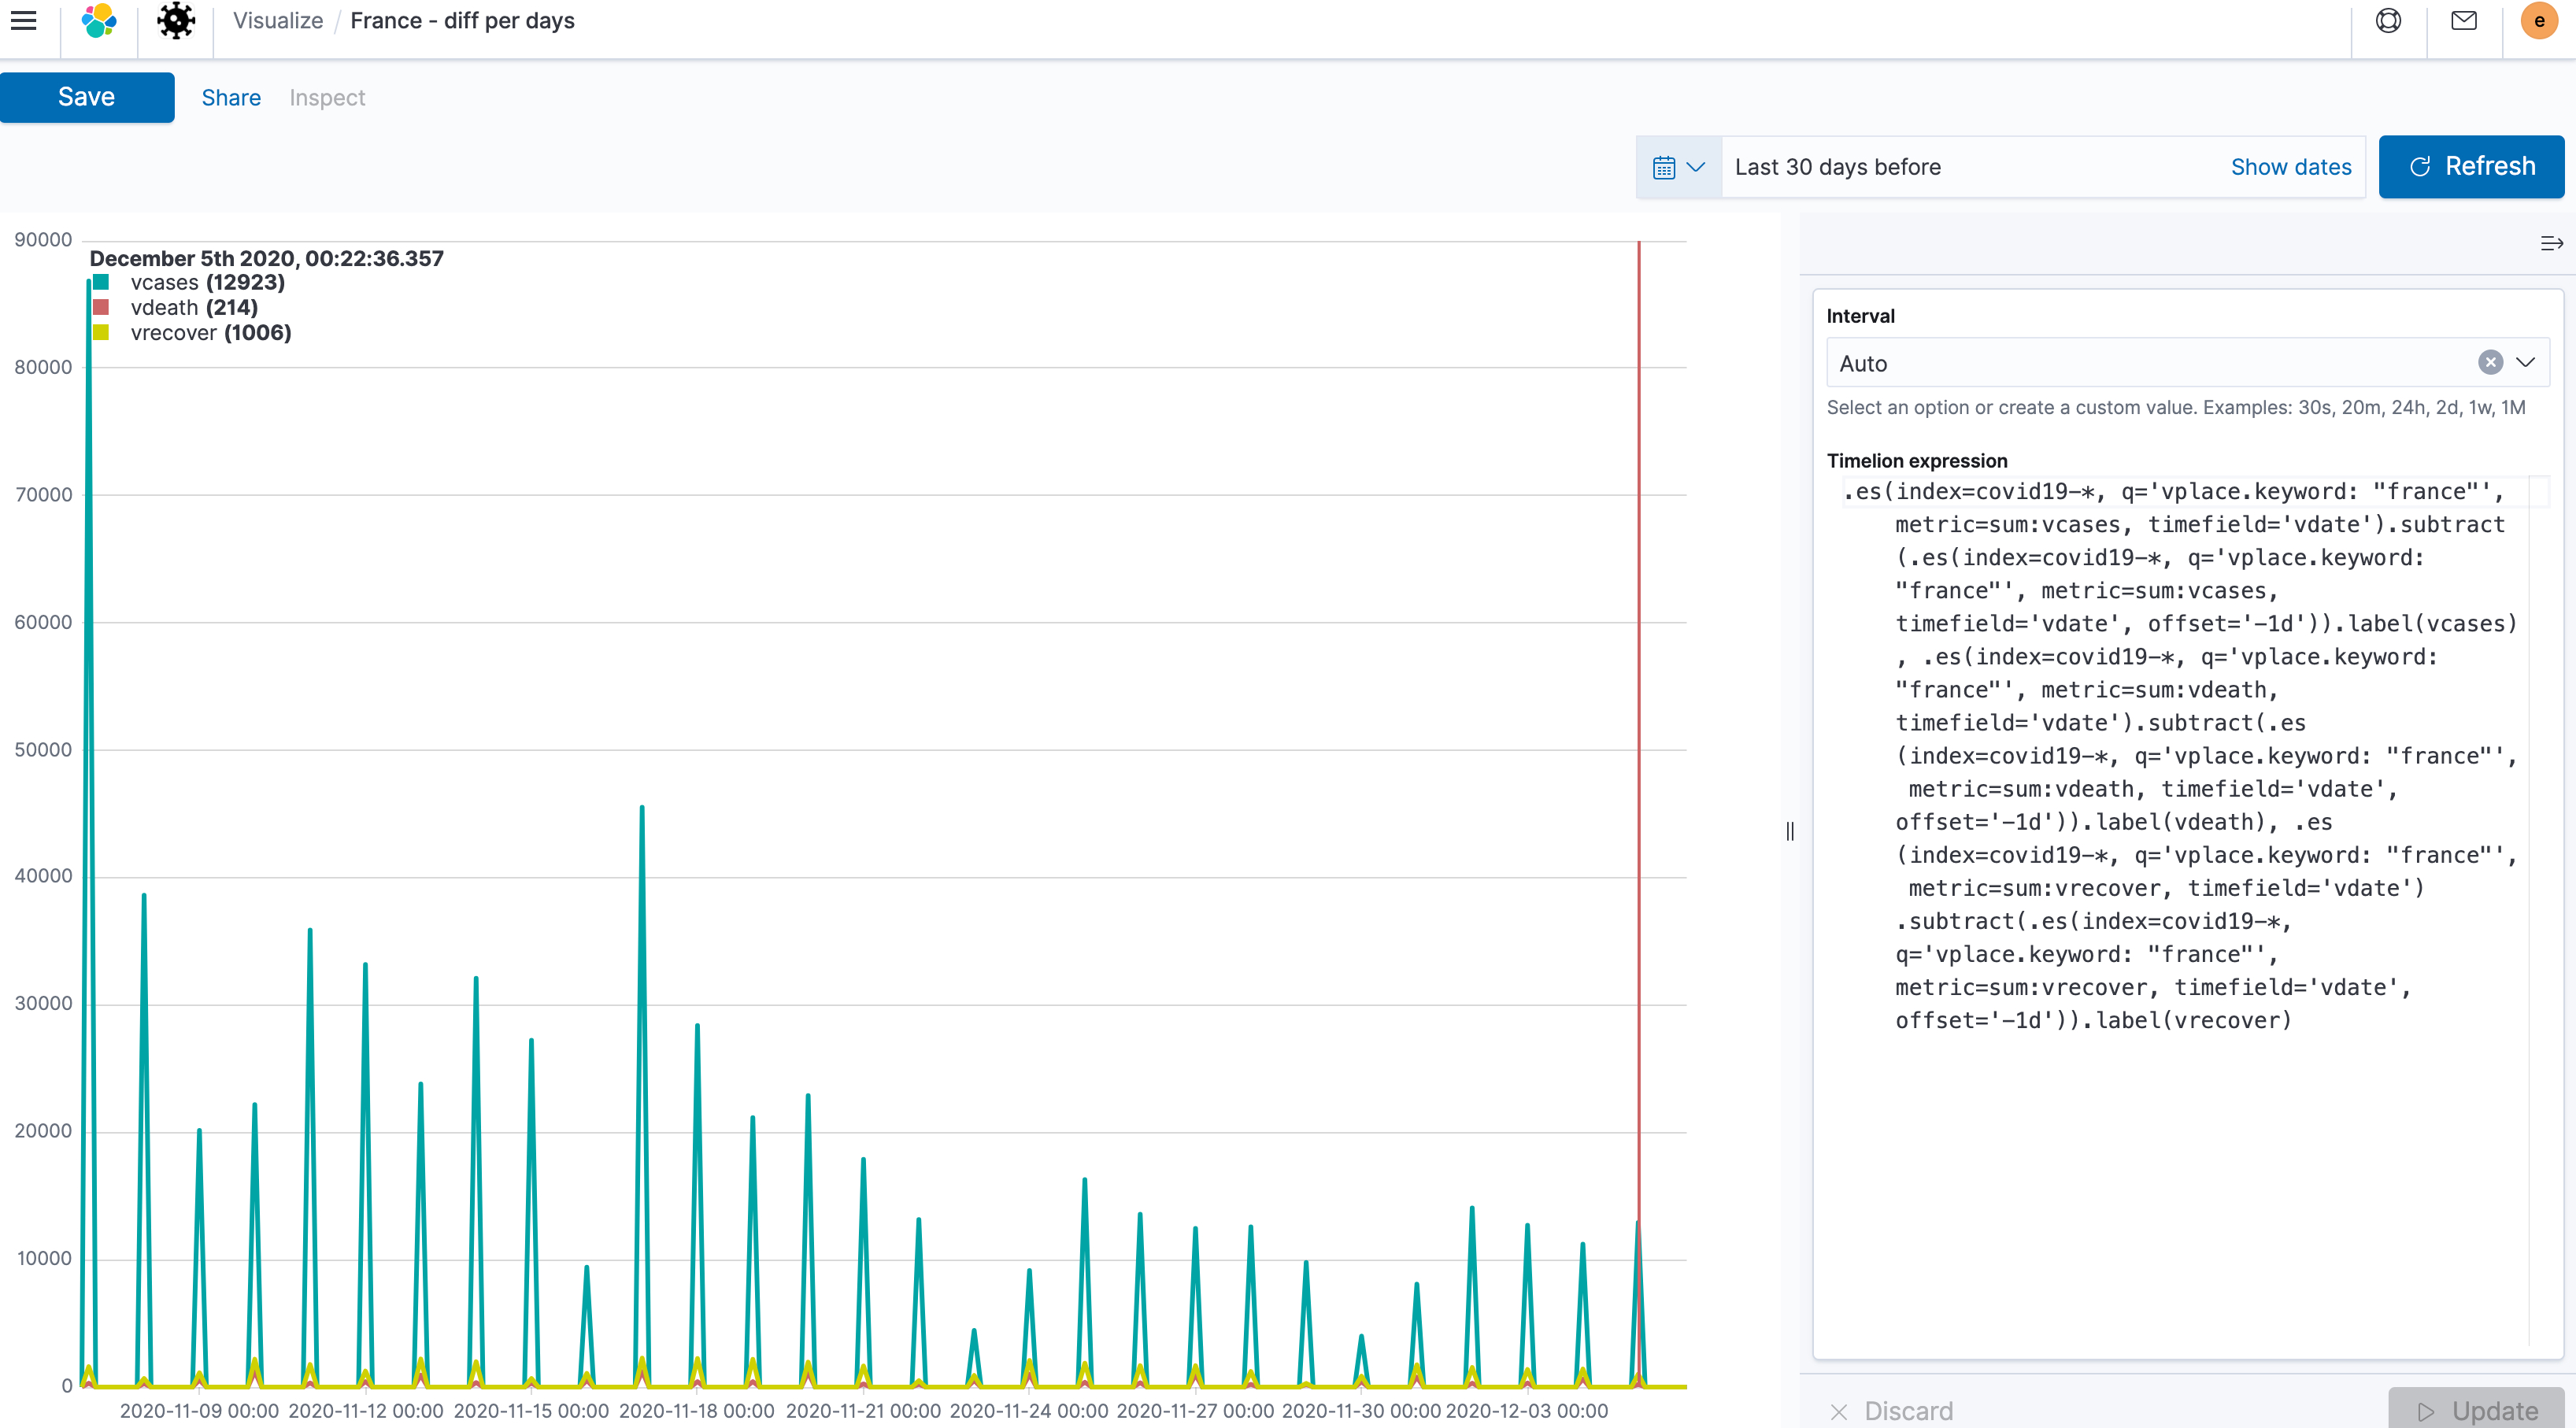 Visualize / France - diff per days
e
Save Share Inspect
Last 30 days before Show dates Refresh
90000
80000
70000
60000
50000
40000
30000
20000
10000
0
December 5th 2020, 00:22:36.357
vcases (12923)
vdeath (214)
vrecover (1006)
2020-11-09 00:00 2020-11-12 00:00 2020-11-15 00:00 2020-11-18 00:00 2020-11-21 00:00 2020-11-24 00:00 2020-11-27 00:00 2020-11-30 00:00 2020-12-03 00:00
Interval
Auto
Select an option or create a custom value. Examples: 30s, 20m, 24h, 2d, 1w, 1M
Timelion expression
.es(index=covid19-*, q='vplace.keyword: "france"',
metric=sum:vcases, timefield='vdate').subtract
(.es(index=covid19-*, q='vplace.keyword:
"france"', metric=sum:vcases,
timefield='vdate', offset='-1d')).label(vcases)
, .es(index=covid19-*, q='vplace.keyword:
"france"', metric=sum:vdeath,
timefield='vdate').subtract(.es
(index=covid19-*, q='vplace.keyword: "france"',
metric=sum:vdeath, timefield='vdate',
offset='-1d')).label(vdeath), .es
(index=covid19-*, q='vplace.keyword: "france"',
metric=sum:vrecover, timefield='vdate')
.subtract(.es(index=covid19-*,
q='vplace.keyword: "france"',
metric=sum:vrecover, timefield='vdate',
offset='-1d')).label(vrecover)
Discard Update